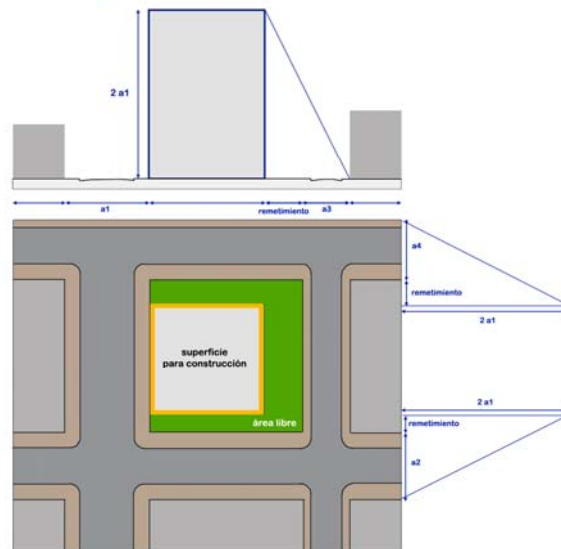 2 a1
a1
remetimiento
a3
a4
remetimiento
2 a1
superficie
para construcción
2 a1
área libre
remetimiento
a2